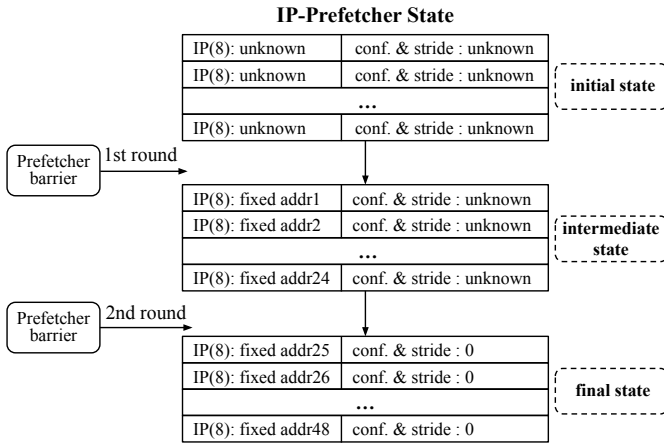 IP-Prefetcher State
IP(8): unknown conf. & stride : unknown
IP(8): unknown conf. & stride : unknown
...
IP(8): unknown conf. & stride : unknown
initial state
Prefetcher
barrier
1st round
IP(8): fixed addr1 conf. & stride : unknown
IP(8): fixed addr2 conf. & stride : unknown
...
IP(8): fixed addr24 conf. & stride : unknown
intermediate
state
Prefetcher
barrier
2nd round
IP(8): fixed addr25 conf. & stride : 0
IP(8): fixed addr26 conf. & stride : 0
...
IP(8): fixed addr48 conf. & stride : 0
final state